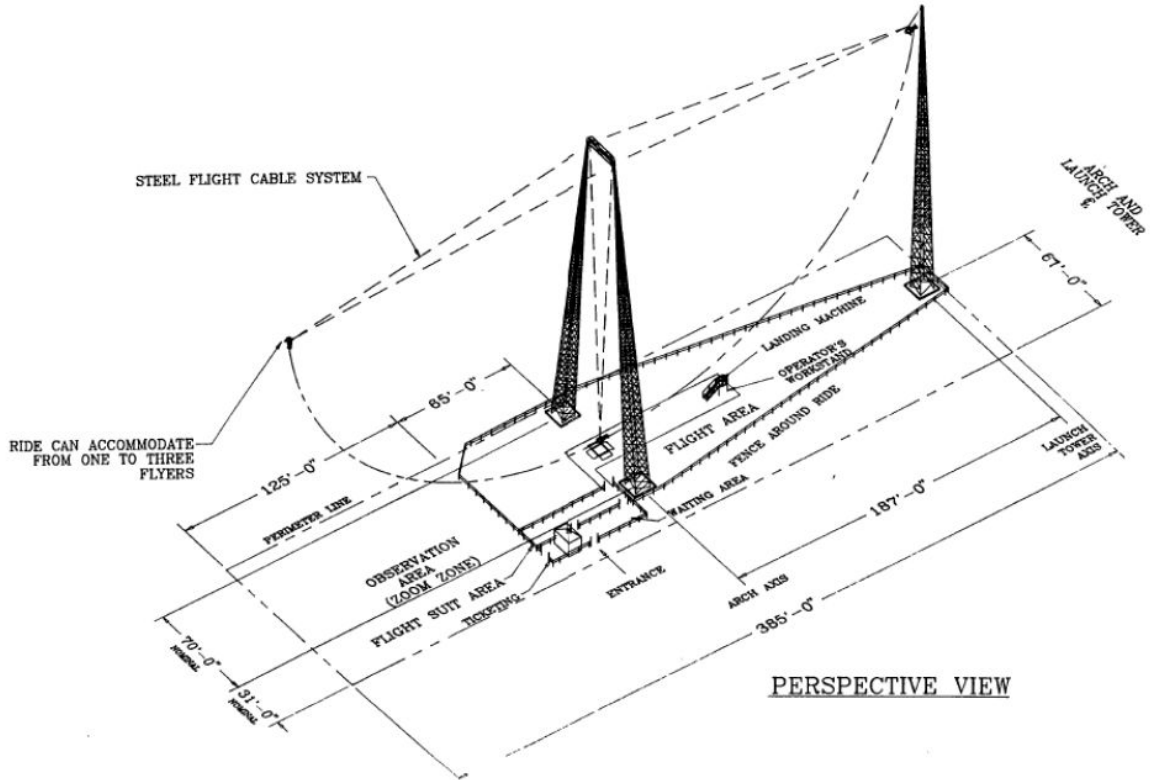 STEEL FLIGHT CABLE SYSTEM
ARCH AND
LAUNCH TOWER
℄
67'-0"
LANDING MACHINE
OPERATOR'S
WORKSTAND
65'-0"
FLIGHT AREA
FENCE AROUND RIDE
RIDE CAN ACCOMMODATE
FROM ONE TO THREE
FLYERS
LAUNCH
TOWER
AXIS
125'-0"
WAITING AREA
187'-0"
PERIMETER LINE
OBSERVATION
AREA
(ZOOM ZONE)
ENTRANCE
ARCH AXIS
FLIGHT SUIT AREA
TICKETING
385'-0"
70'-0"
NOMINAL
31'-0"
NOMINAL
PERSPECTIVE VIEW